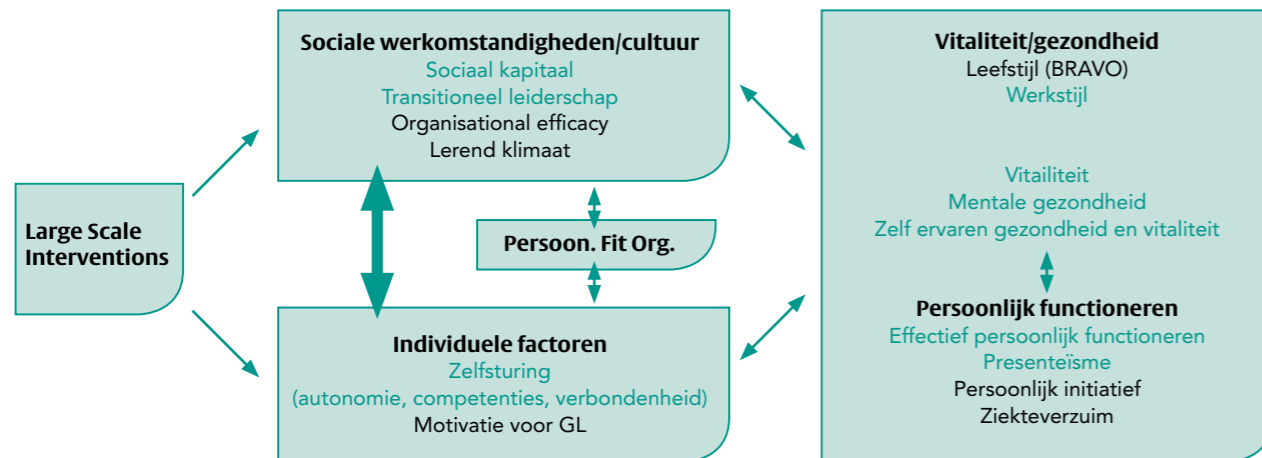 Large Scale
Interventions
Sociale werkomstandigheden/cultuur
Sociaal kapitaal
Transitioneel leiderschap
Organisational efficacy
Lerend klimaat
Persoon. Fit Org.
Individuele factoren
Zelfsturing
(autonomie, competenties, verbondenheid)
Motivatie voor GL
Vitaliteit/gezondheid
Leefstijl (BRAVO)
Werkstijl
Vitailiteit
Mentale gezondheid
Zelf ervaren gezondheid en vitaliteit
Persoonlijk functioneren
Effectief persoonlijk functioneren
Presenteïsme
Persoonlijk initiatief
Ziekteverzuim